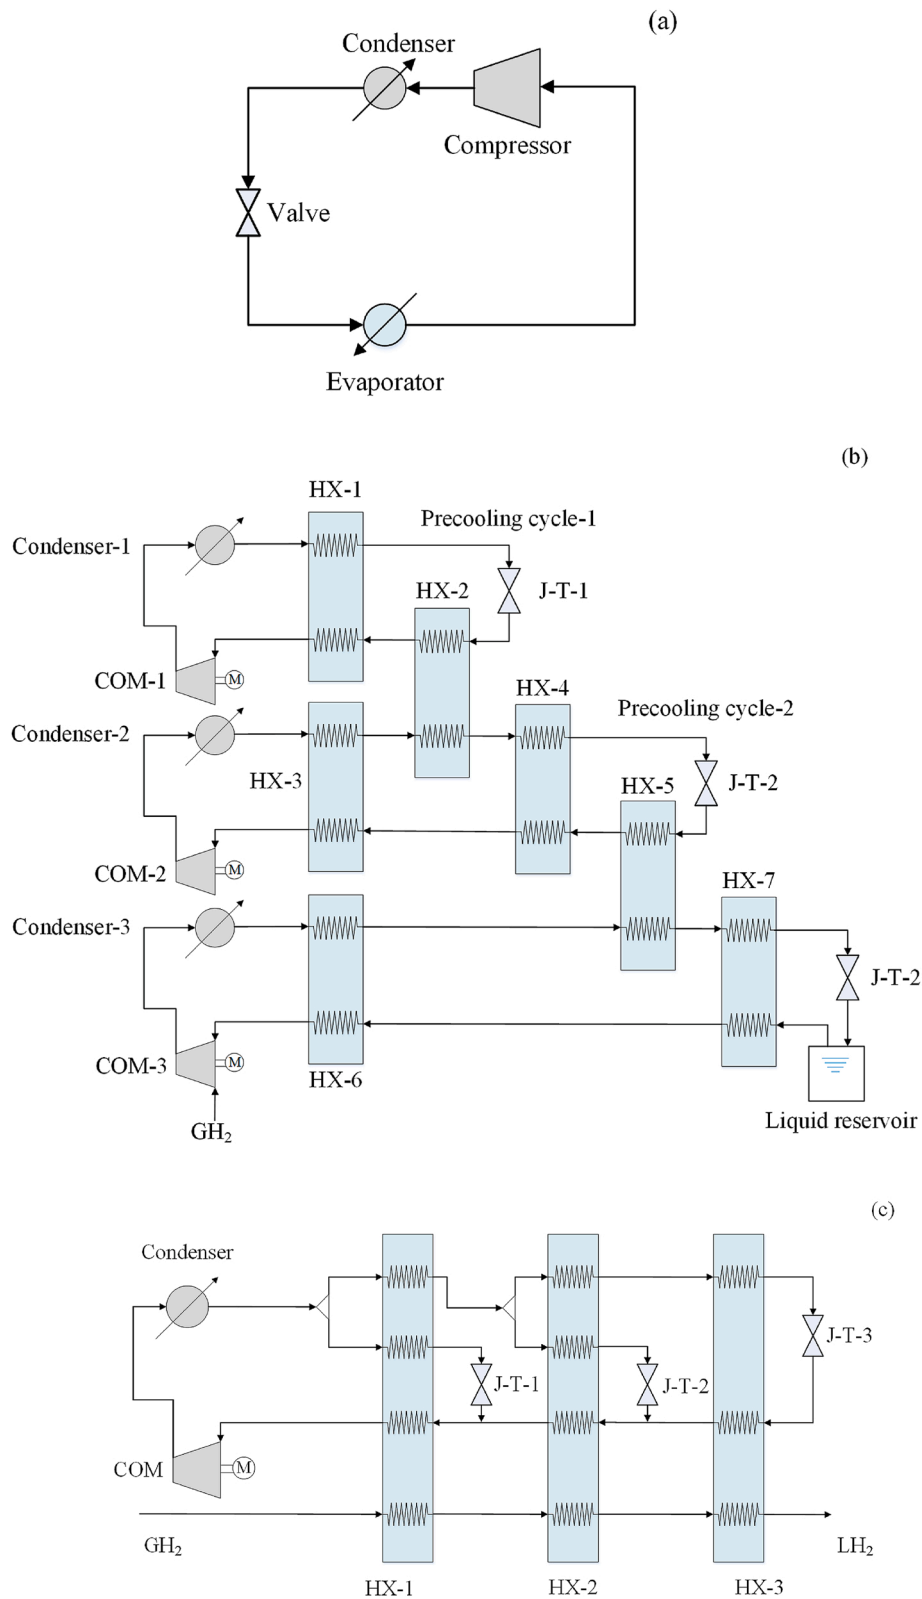 (a)
Condenser
Compressor
Valve
Evaporator
(b)
HX-1
Precooling cycle-1
Condenser-1
HX-2
J-T-1
COM-1
M
HX-4
Precooling cycle-2
Condenser-2
HX-3
HX-5
J-T-2
COM-2
M
HX-7
Condenser-3
J-T-2
COM-3
M
HX-6
Liquid reservoir
GH₂
(c)
Condenser
J-T-3
J-T-1
J-T-2
COM
M
GH₂
LH₂
HX-1
HX-2
HX-3